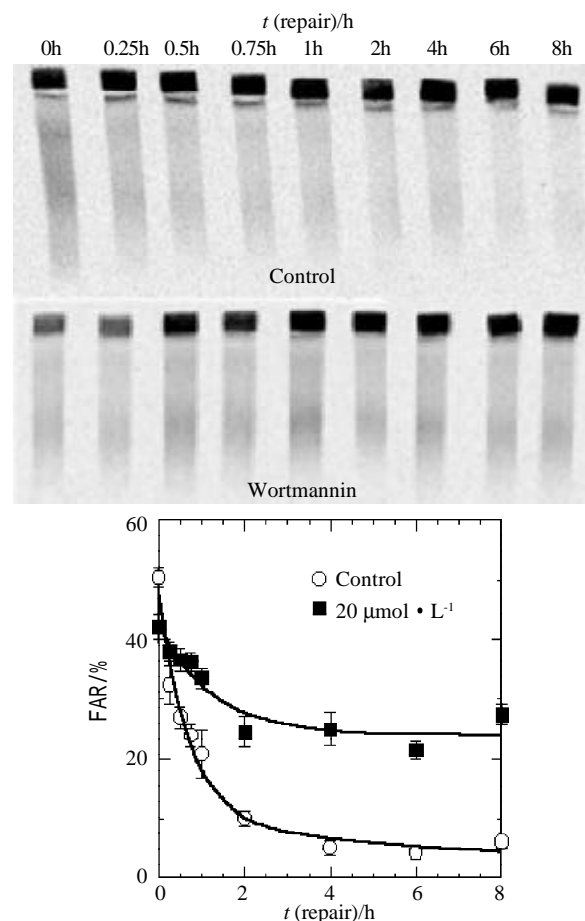 t (repair)/h
0h 0.25h 0.5h 0.75h 1h 2h 4h 6h 8h
Control
Wortmannin
60
Control
20 μmol • L⁻¹
40
FAR/%
20
0
0 2 4 6 8
t (repair)/h